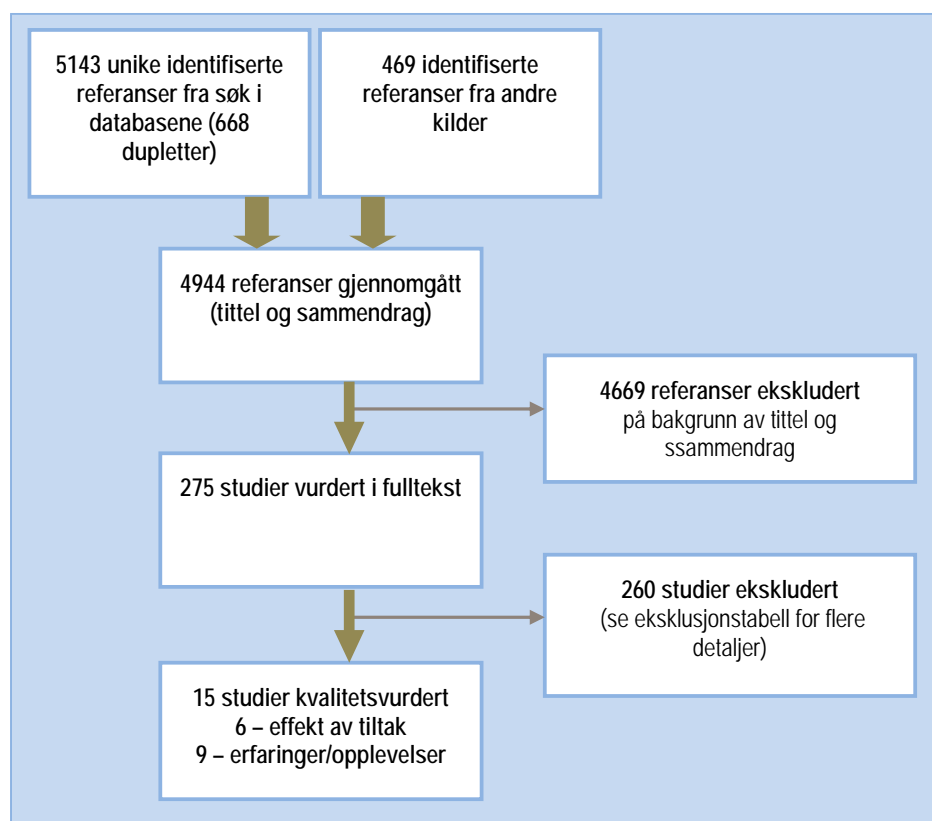 5143 unike identifiserte
referanser fra søk i
databasene (668
dupletter)
469 identifiserte
referanser fra andre
kilder
4944 referanser gjennomgått
(tittel og sammendrag)
4669 referanser ekskludert
på bakgrunn av tittel og
ssammendrag
275 studier vurdert i fulltekst
260 studier ekskludert
(se eksklusjonstabell for flere
detaljer)
15 studier kvalitetsvurdert
6 – effekt av tiltak
9 – erfaringer/opplevelser